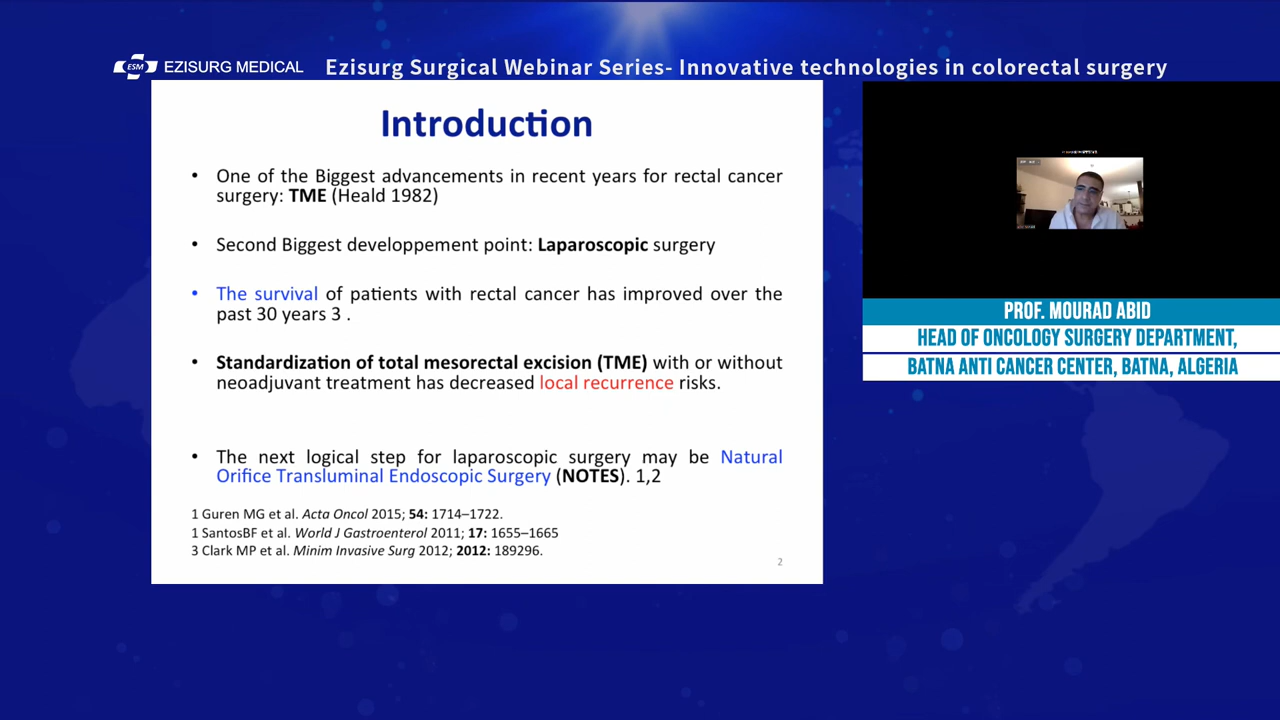 ESM EZISURG MEDICAL
Ezisurg Surgical Webinar Series- Innovative technologies in colorectal surgery
Introduction
• One of the Biggest advancements in recent years for rectal cancer
surgery: TME (Heald 1982)
• Second Biggest developpement point: Laparoscopic surgery
• The survival of patients with rectal cancer has improved over the
past 30 years 3 .
• Standardization of total mesorectal excision (TME) with or without
neoadjuvant treatment has decreased local recurrence risks.
• The next logical step for laparoscopic surgery may be Natural
Orifice Transluminal Endoscopic Surgery (NOTES). 1,2
1 Guren MG et al. Acta Oncol 2015; 54: 1714–1722.
1 SantosBF et al. World J Gastroenterol 2011; 17: 1655–1665
3 Clark MP et al. Minim Invasive Surg 2012; 2012: 189296.
2
PROF. MOURAD ABID
HEAD OF ONCOLOGY SURGERY DEPARTMENT,
BATNA ANTI CANCER CENTER, BATNA, ALGERIA